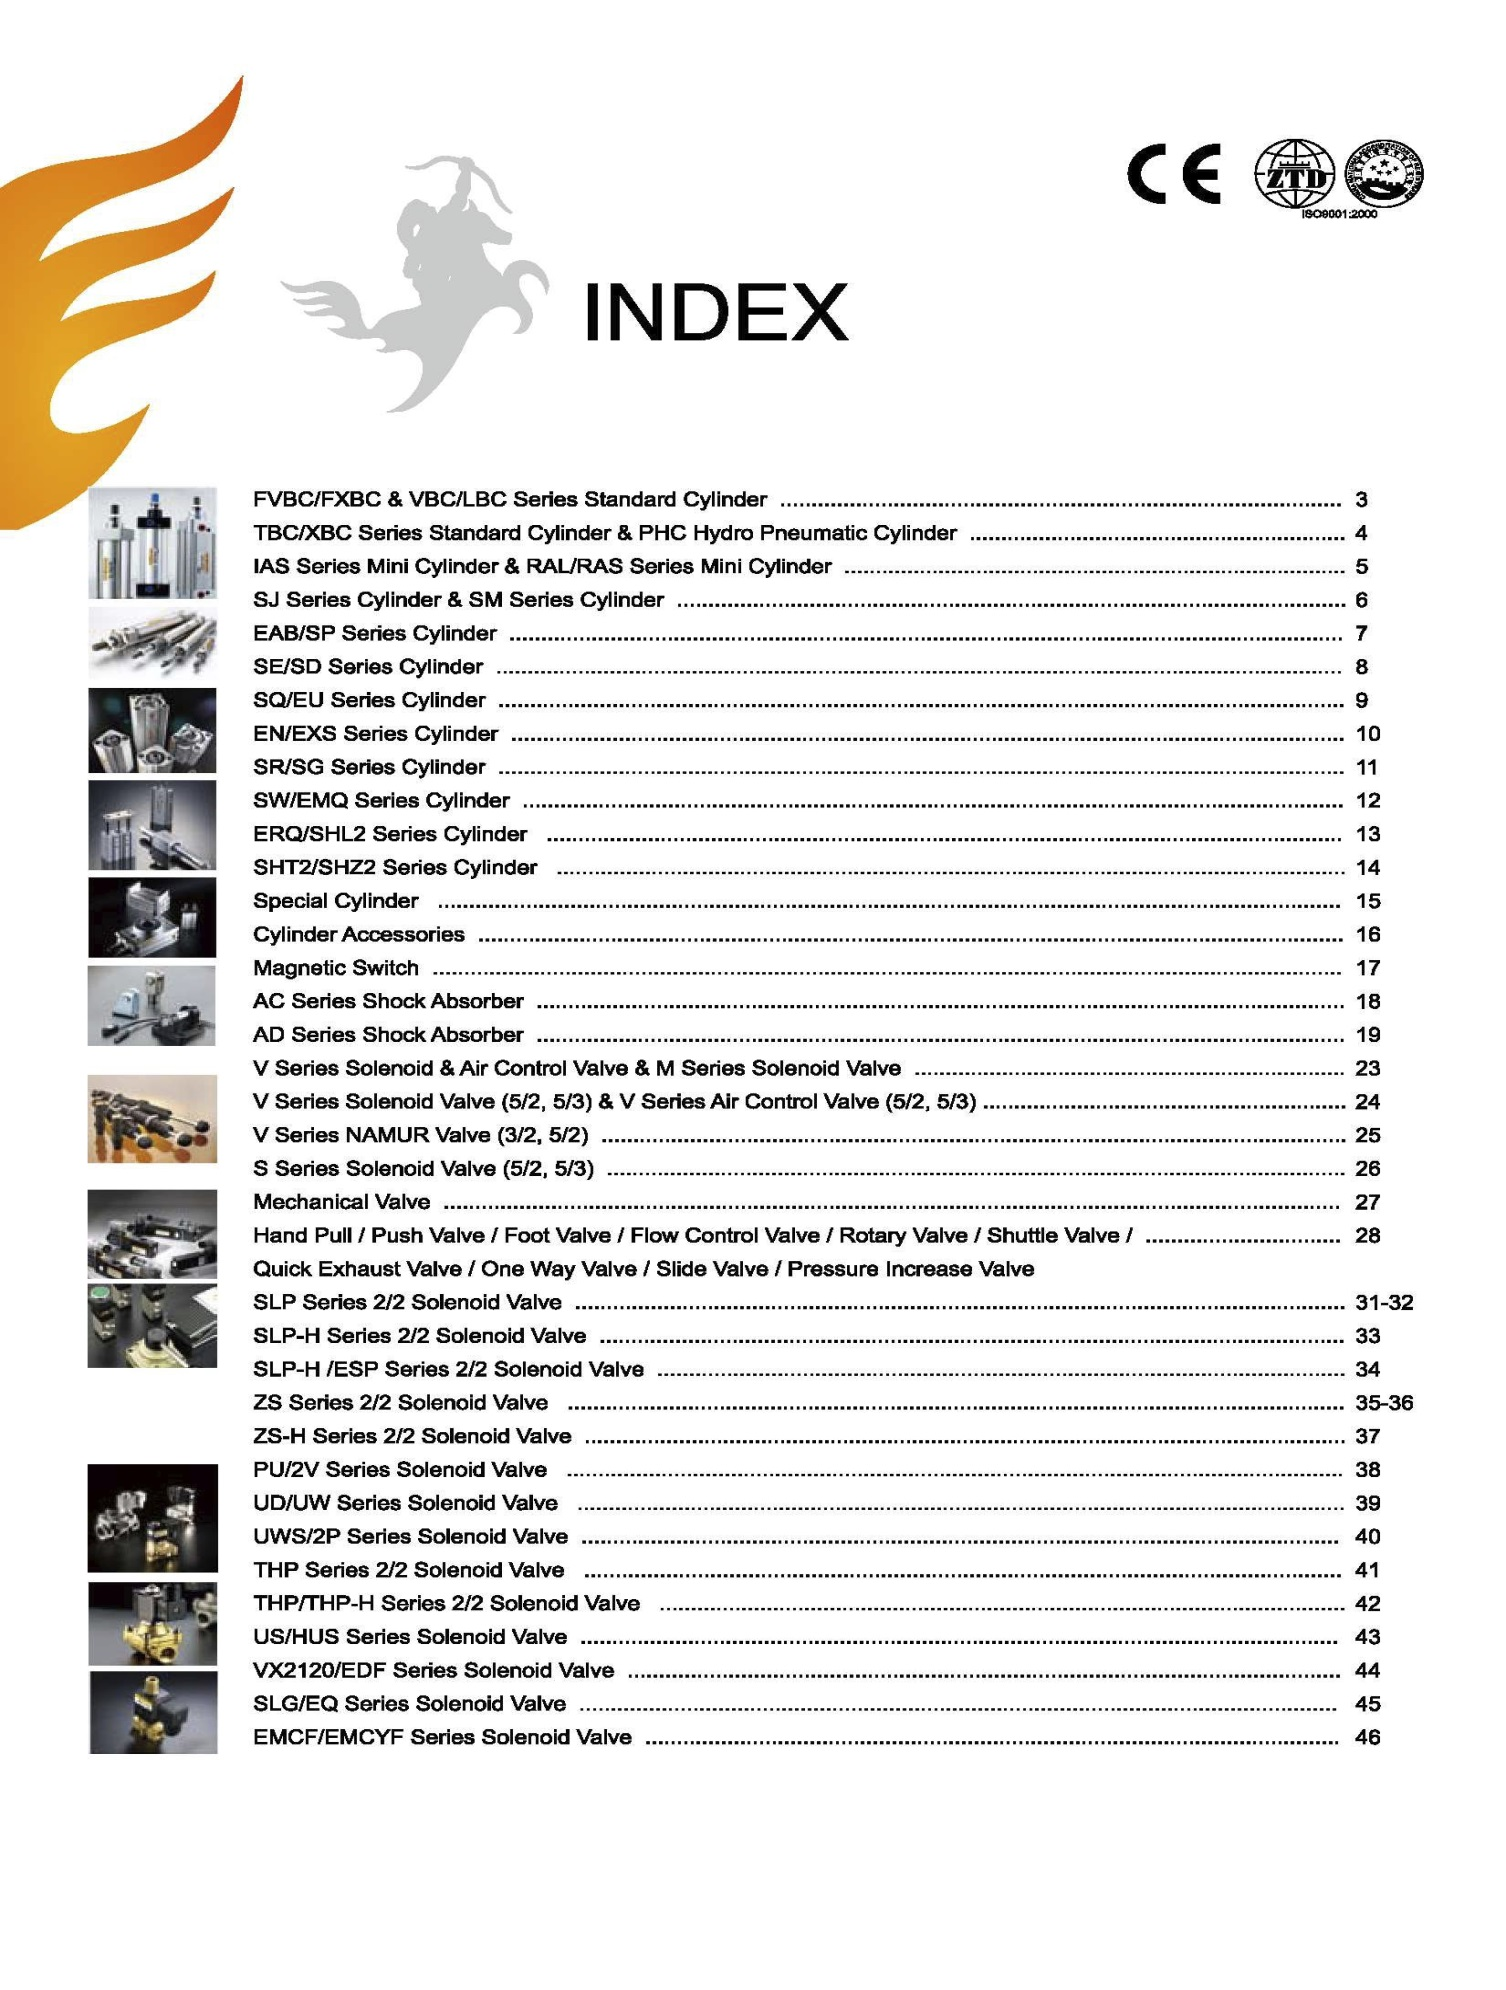 CE
ZTD
ISO9001:2000
INDEX
FVBC/FXBC & VBC/LBC Series Standard Cylinder ........ 3
TBC/XBC Series Standard Cylinder & PHC Hydro Pneumatic Cylinder ........ 4
IAS Series Mini Cylinder & RAL/RAS Series Mini Cylinder ........ 5
SJ Series Cylinder & SM Series Cylinder ........ 6
EAB/SP Series Cylinder ........ 7
SE/SD Series Cylinder ........ 8
SQ/EU Series Cylinder ........ 9
EN/EXS Series Cylinder ........ 10
SR/SG Series Cylinder ........ 11
SW/EMQ Series Cylinder ........ 12
ERQ/SHL2 Series Cylinder ........ 13
SHT2/SHZ2 Series Cylinder ........ 14
Special Cylinder ........ 15
Cylinder Accessories ........ 16
Magnetic Switch ........ 17
AC Series Shock Absorber ........ 18
AD Series Shock Absorber ........ 19
V Series Solenoid & Air Control Valve & M Series Solenoid Valve ........ 23
V Series Solenoid Valve (5/2, 5/3) & V Series Air Control Valve (5/2, 5/3) ........ 24
V Series NAMUR Valve (3/2, 5/2) ........ 25
S Series Solenoid Valve (5/2, 5/3) ........ 26
Mechanical Valve ........ 27
Hand Pull / Push Valve / Foot Valve / Flow Control Valve / Rotary Valve / Shuttle Valve / ........ 28
Quick Exhaust Valve / One Way Valve / Slide Valve / Pressure Increase Valve
SLP Series 2/2 Solenoid Valve ........ 31-32
SLP-H Series 2/2 Solenoid Valve ........ 33
SLP-H /ESP Series 2/2 Solenoid Valve ........ 34
ZS Series 2/2 Solenoid Valve ........ 35-36
ZS-H Series 2/2 Solenoid Valve ........ 37
PU/2V Series Solenoid Valve ........ 38
UD/UW Series Solenoid Valve ........ 39
UWS/2P Series Solenoid Valve ........ 40
THP Series 2/2 Solenoid Valve ........ 41
THP/THP-H Series 2/2 Solenoid Valve ........ 42
US/HUS Series Solenoid Valve ........ 43
VX2120/EDF Series Solenoid Valve ........ 44
SLG/EQ Series Solenoid Valve ........ 45
EMCF/EMCYF Series Solenoid Valve ........ 46